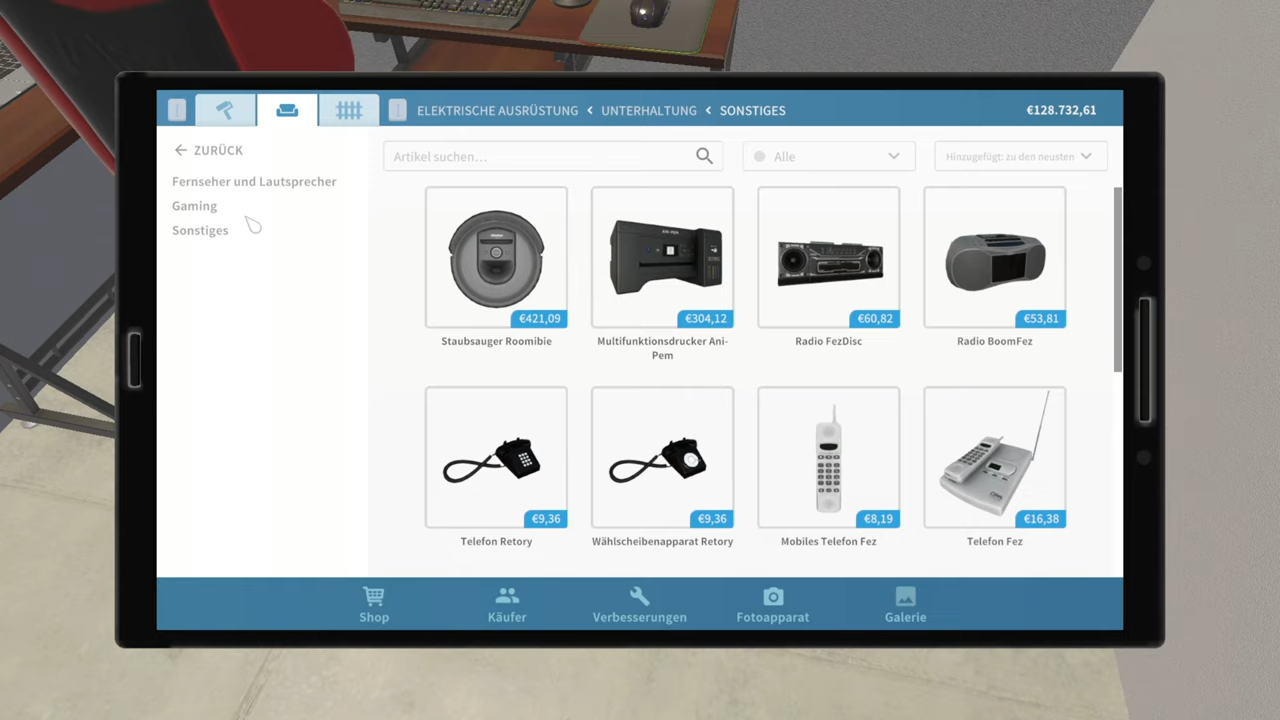 ELEKTRISCHE AUSRÜSTUNG < UNTERHALTUNG < SONSTIGES
€128.732,61
ZURÜCK
Fernseher und Lautsprecher
Gaming
Sonstiges
Artikel suchen...
Alle
Hinzugefügt: zu den neusten
€421,09
€304,12
€60,82
€53,81
Staubsauger Roomibie
Multifunktionsdrucker Ani-
Pem
Radio FezDisc
Radio BoomFez
€9,36
€9,36
€8,19
€16,38
Telefon Retory
Wählscheibenapparat Retory
Mobiles Telefon Fez
Telefon Fez
Shop
Käufer
Verbesserungen
Fotoapparat
Galerie